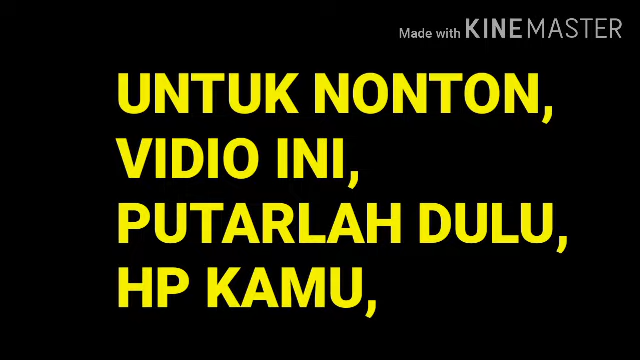 Made with KINEMASTER
UNTUK NONTON,
VIDIO INI,
PUTARLAH DULU,
HP KAMU,